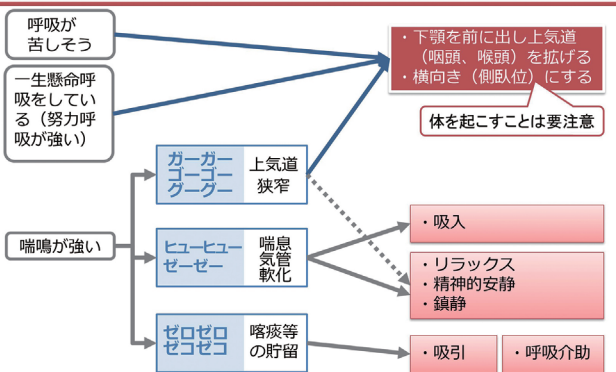 呼吸が
苦しそう
一生懸命呼
吸をしてい
る（努力呼
吸が強い）
喘鳴が強い
ガーガー
ゴーゴー
グーグー
上気道
狭窄
ヒューヒュー
ゼーゼー
喘息
気管
軟化
ゼロゼロ
ゼコゼコ
喀痰等
の貯留
・下顎を前に出し上気道
（咽頭、喉頭）を拡げる
・横向き（側臥位）にする
体を起こすことは要注意
・吸入
・リラックス
・精神的安静
・鎮静
・吸引
・呼吸介助